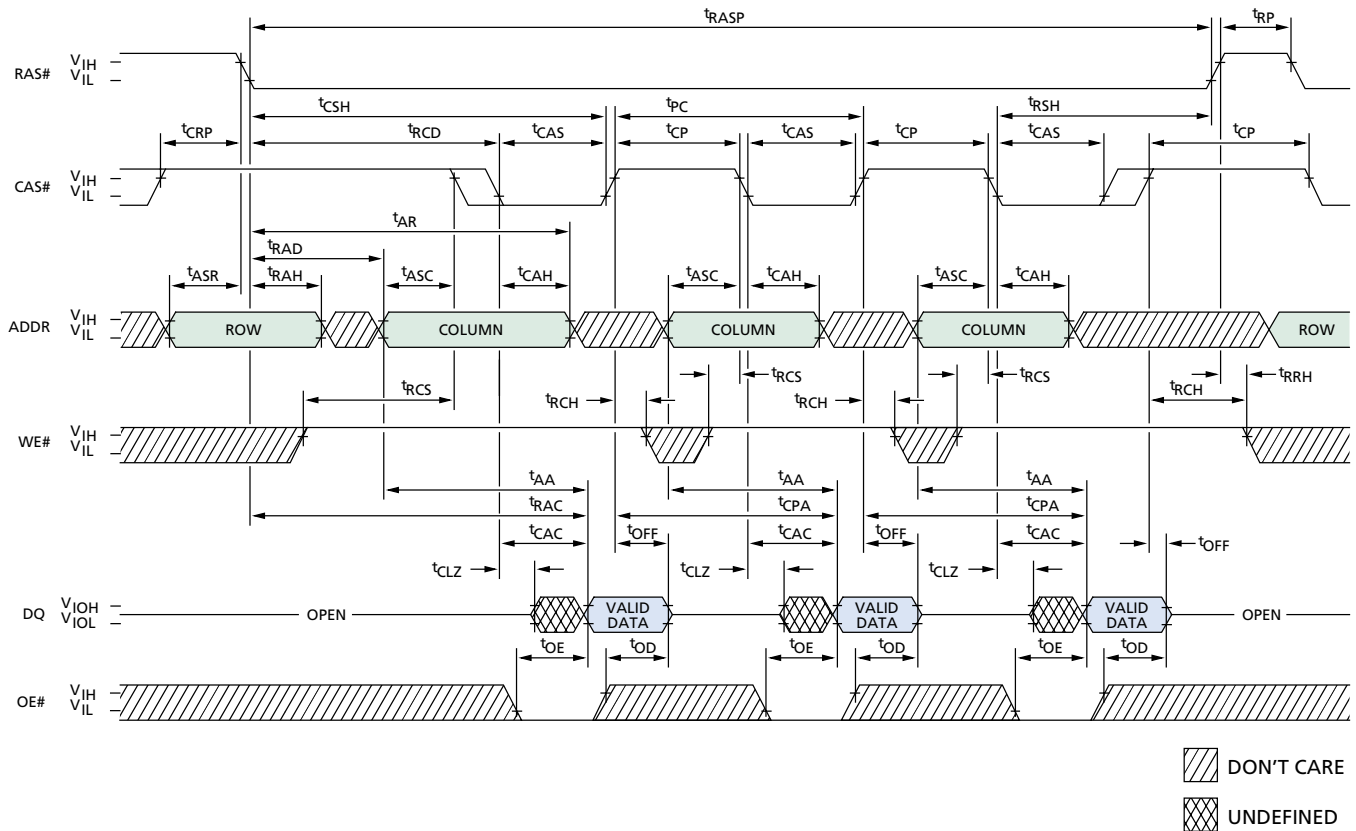 tRASP tRP
RAS# VIH
VIL
tCSH tPC tRSH
tCRP tRCD tCAS tCP tCAS tCP tCAS tCP
CAS# VIH
VIL
tAR
tRAD
tASR tRAH tASC tCAH tASC tCAH tASC tCAH
ADDR VIH
VIL
ROW COLUMN COLUMN COLUMN ROW
tRCS tRCH tRCS tRCH tRCS tRCH tRRH
WE# VIH
VIL
tAA tAA tAA
tRAC tCPA tCPA
tCAC tOFF tCAC tOFF tCAC tOFF
tCLZ tCLZ tCLZ
DQ VIOH
VIOL
OPEN VALID DATA VALID DATA VALID DATA OPEN
tOE tOD tOE tOD tOE tOD
OE# VIH
VIL
DON'T CARE
UNDEFINED